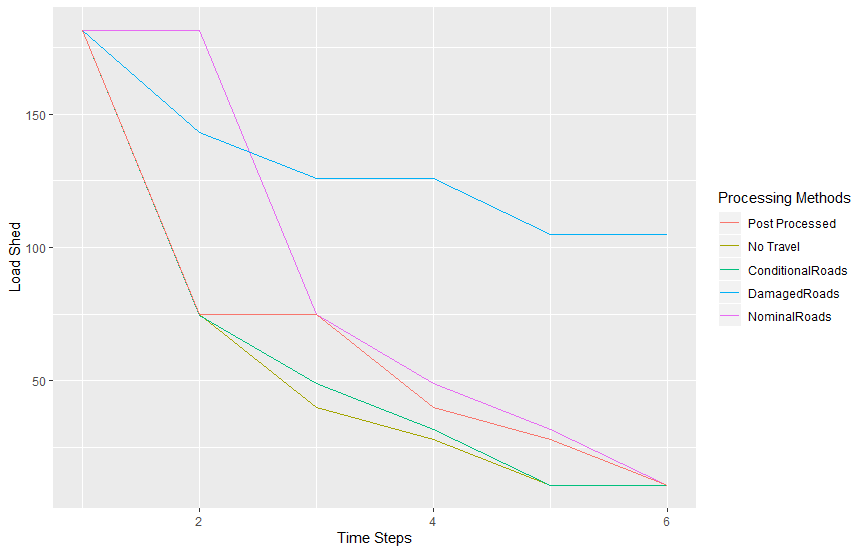 150
100
50
Load Shed
2
4
6
Time Steps
Processing Methods
Post Processed
No Travel
ConditionalRoads
DamagedRoads
NominalRoads